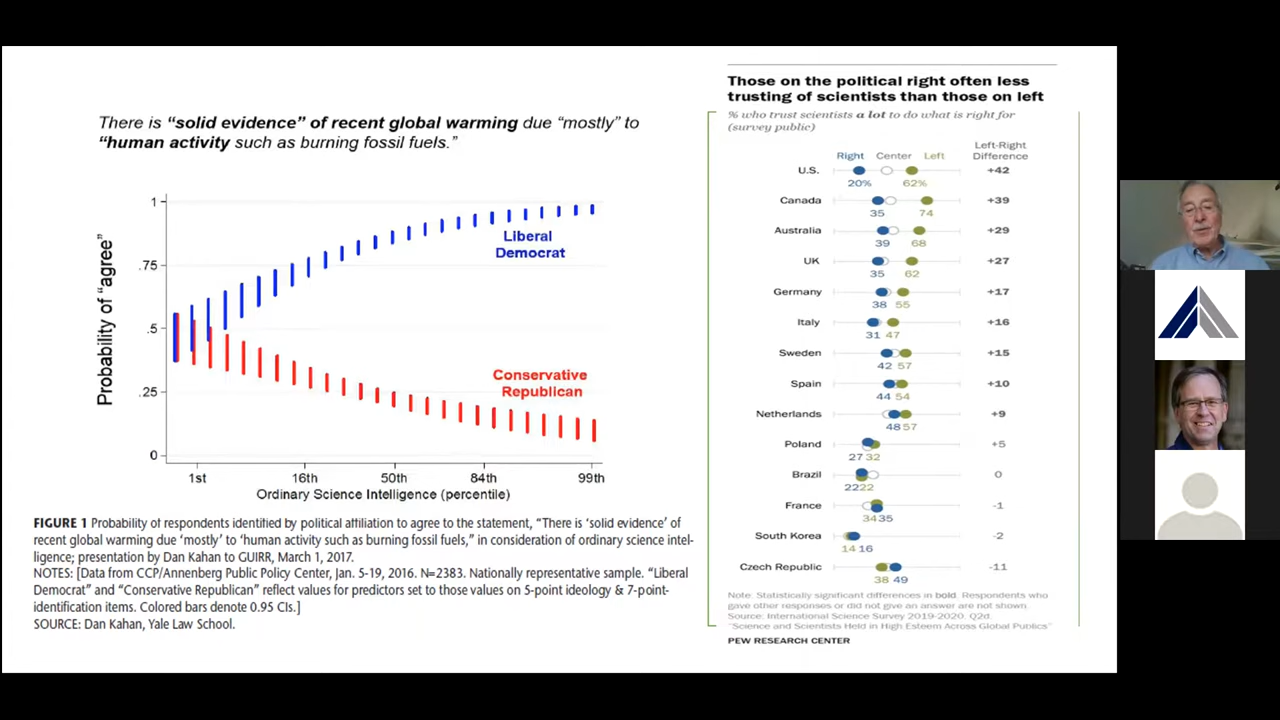 There is “solid evidence” of recent global warming due “mostly” to
“human activity such as burning fossil fuels.”
Probability of “agree”
1
.75
.5
.25
0
Liberal
Democrat
Conservative
Republican
1st 16th 50th 84th 99th
Ordinary Science Intelligence (percentile)
FIGURE 1 Probability of respondents identified by political affiliation to agree to the statement, “There is ‘solid evidence’ of
recent global warming due ‘mostly’ to ‘human activity such as burning fossil fuels,” in consideration of ordinary science intel-
ligence; presentation by Dan Kahan to GUIRR, March 1, 2017.
NOTES: [Data from CCP/Annenberg Public Policy Center, Jan. 5-19, 2016. N=2383. Nationally representative sample. “Liberal
Democrat” and “Conservative Republican” reflect values for predictors set to those values on 5-point ideology & 7-point-
identification items. Colored bars denote 0.95 CIs.]
SOURCE: Dan Kahan, Yale Law School.
Those on the political right often less
trusting of scientists than those on left
% who trust scientists a lot to do what is right for
(survey public)
Right Center Left Left-Right
Difference
U.S. +42
20% 62%
Canada +39
35 74
Australia +29
39 68
UK +27
35 62
Germany +17
38 55
Italy +16
31 47
Sweden +15
42 57
Spain +10
44 54
Netherlands +9
48 57
Poland +5
27 32
Brazil 0
22 22
France -1
34 35
South Korea -2
14 16
Czech Republic -11
38 49
Note: Statistically significant differences in bold. Respondents who
gave other responses or did not give an answer are not shown.
Source: International Science Survey 2019-2020. Q2d.
“Science and Scientists Held in High Esteem Across Global Publics”
PEW RESEARCH CENTER